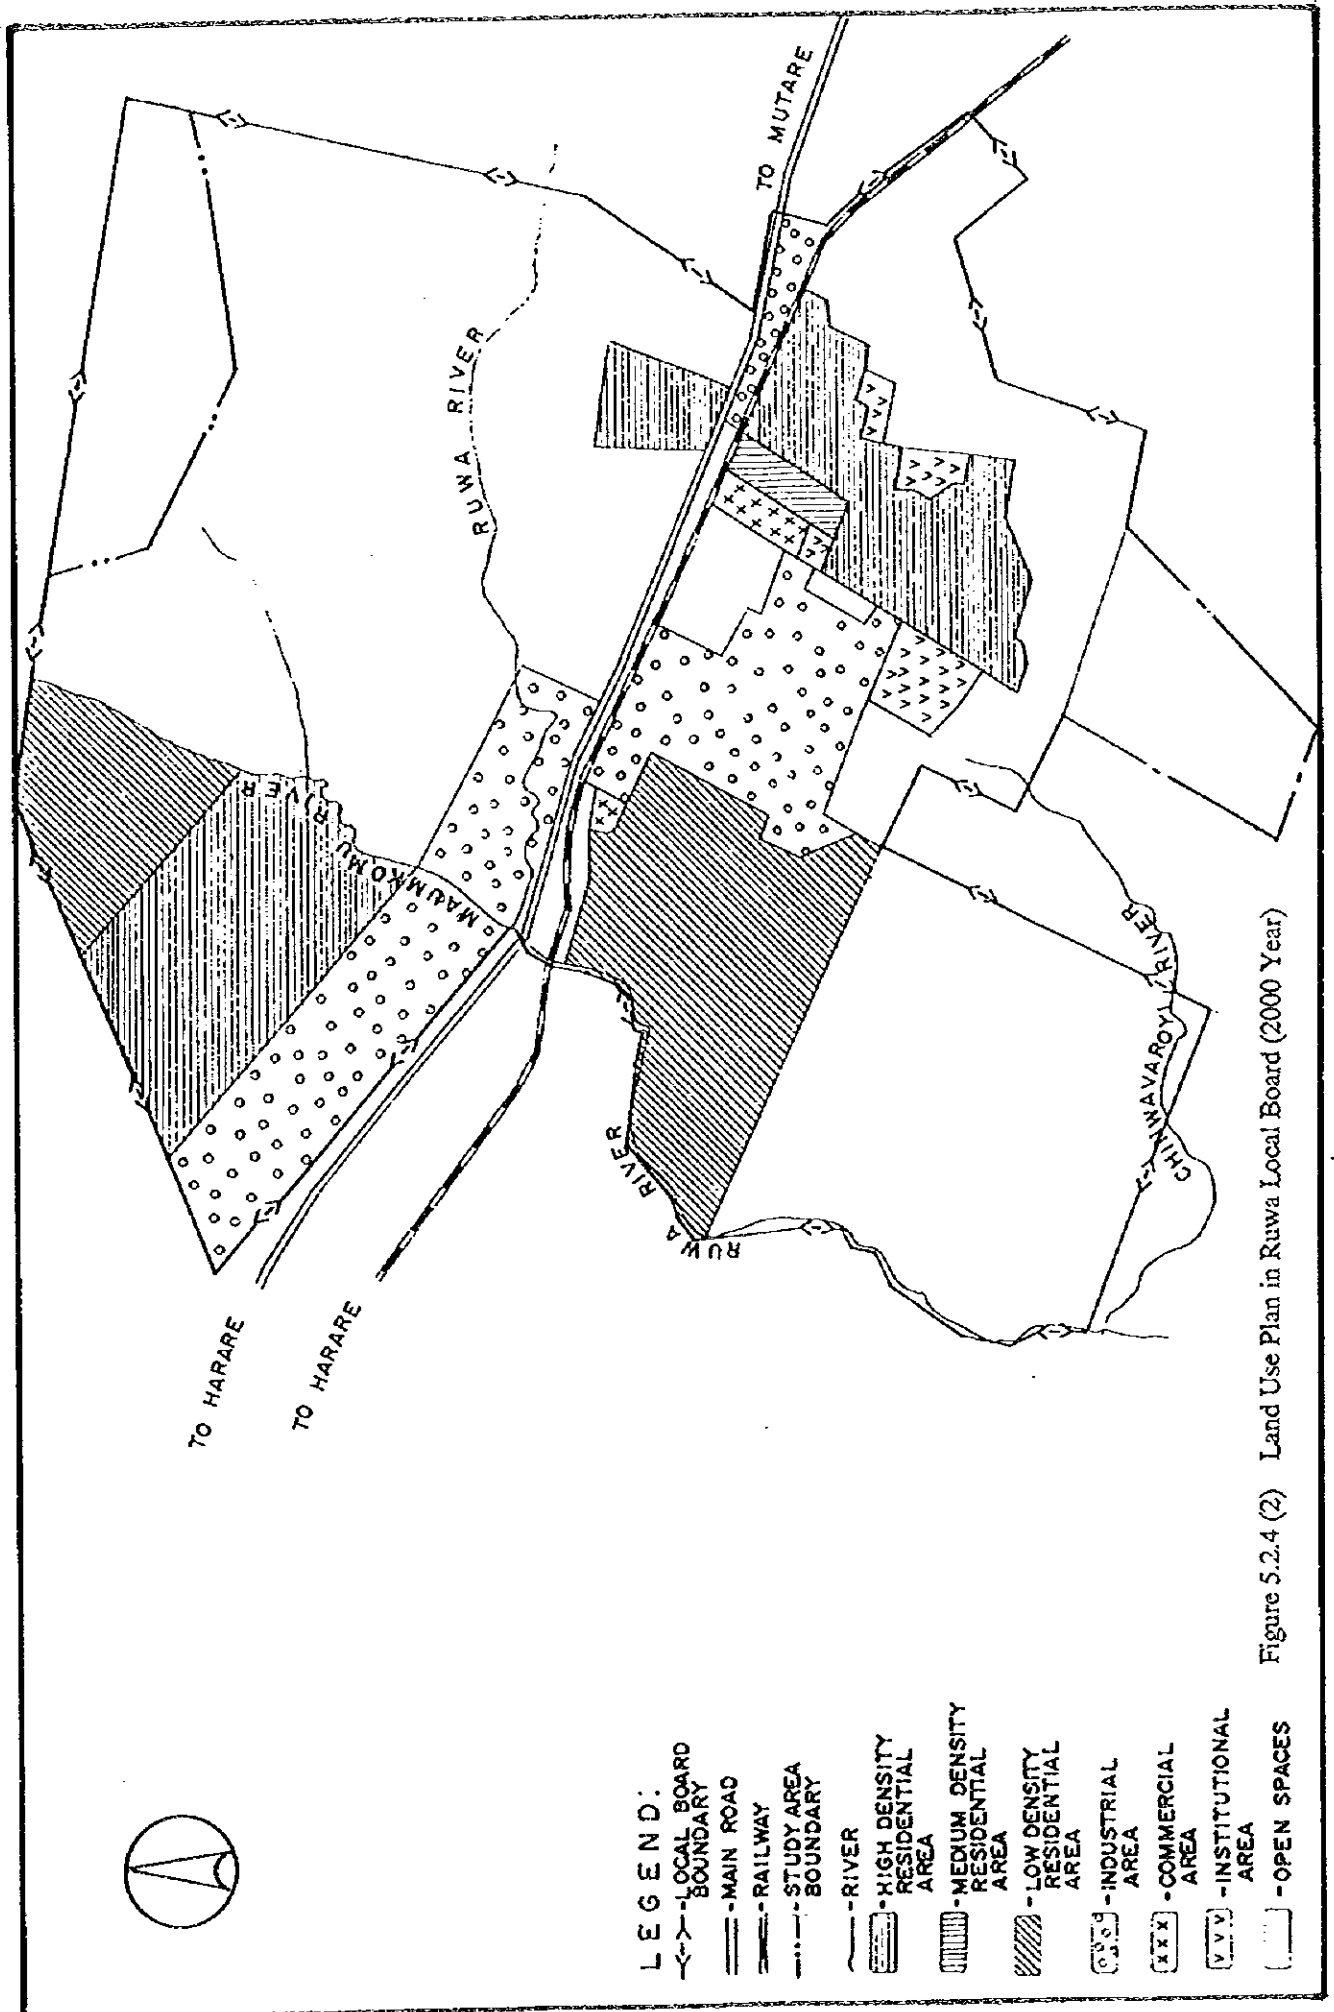 TO MUTARE
RUWA RIVER
MAUMKOMU RIVER
RUWA RIVER
CHINWAVAROYI RIVER
TO HARARE
TO HARARE
LEGEND:
-LOCAL BOARD
BOUNDARY
-MAIN ROAD
-RAILWAY
-STUDY AREA
BOUNDARY
-RIVER
-HIGH DENSITY
RESIDENTIAL
AREA
-MEDIUM DENSITY
RESIDENTIAL
AREA
-LOW DENSITY
RESIDENTIAL
AREA
-INDUSTRIAL
AREA
-COMMERCIAL
AREA
-INSTITUTIONAL
AREA
-OPEN SPACES
Figure 5.2.4 (2) Land Use Plan in Ruwa Local Board (2000 Year)